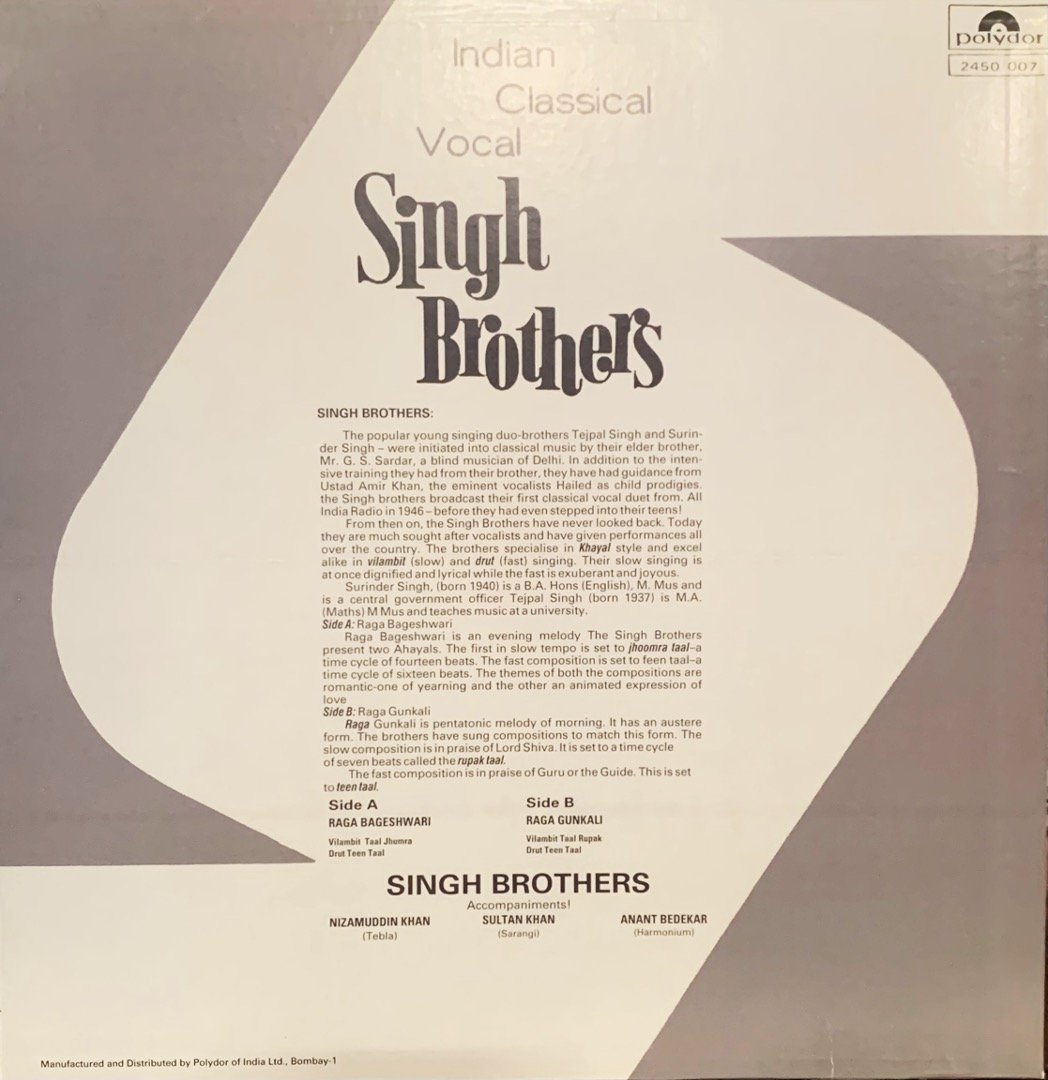 polydor
2450 007
Indian
Classical
Vocal
Singh
Brothers
SINGH BROTHERS:
The popular young singing duo-brothers Tejpal Singh and Surin-
der Singh – were initiated into classical music by their elder brother,
Mr. G. S. Sardar, a blind musician of Delhi. In addition to the inten-
sive training they had from their brother, they have had guidance from
Ustad Amir Khan, the eminent vocalists Hailed as child prodigies.
the Singh brothers broadcast their first classical vocal duet from. All
India Radio in 1946 – before they had even stepped into their teens!
From then on, the Singh Brothers have never looked back. Today
they are much sought after vocalists and have given performances all
over the country. The brothers specialise in Khayal style and excel
alike in vilambit (slow) and drut (fast) singing. Their slow singing is
at once dignified and lyrical while the fast is exuberant and joyous.
Surinder Singh, (born 1940) is a B.A. Hons (English), M. Mus and
is a central government officer Tejpal Singh (born 1937) is M.A.
(Maths) M Mus and teaches music at a university.
Side A: Raga Bageshwari
Raga Bageshwari is an evening melody The Singh Brothers
present two Ahayals. The first in slow tempo is set to jhoomra taal–a
time cycle of fourteen beats. The fast composition is set to feen taal–a
time cycle of sixteen beats. The themes of both the compositions are
romantic-one of yearning and the other an animated expression of
love
Side B: Raga Gunkali
Raga Gunkali is pentatonic melody of morning. It has an austere
form. The brothers have sung compositions to match this form. The
slow composition is in praise of Lord Shiva. It is set to a time cycle
of seven beats called the rupak taal.
The fast composition is in praise of Guru or the Guide. This is set
to teen taal.
Side A
RAGA BAGESHWARI
Vilambit Taal Jhumra
Drut Teen Taal
Side B
RAGA GUNKALI
Vilambit Taal Rupak
Drut Teen Taal
SINGH BROTHERS
Accompaniments!
NIZAMUDDIN KHAN
(Tebla)
SULTAN KHAN
(Sarangi)
ANANT BEDEKAR
(Harmonium)
Manufactured and Distributed by Polydor of India Ltd., Bombay-1